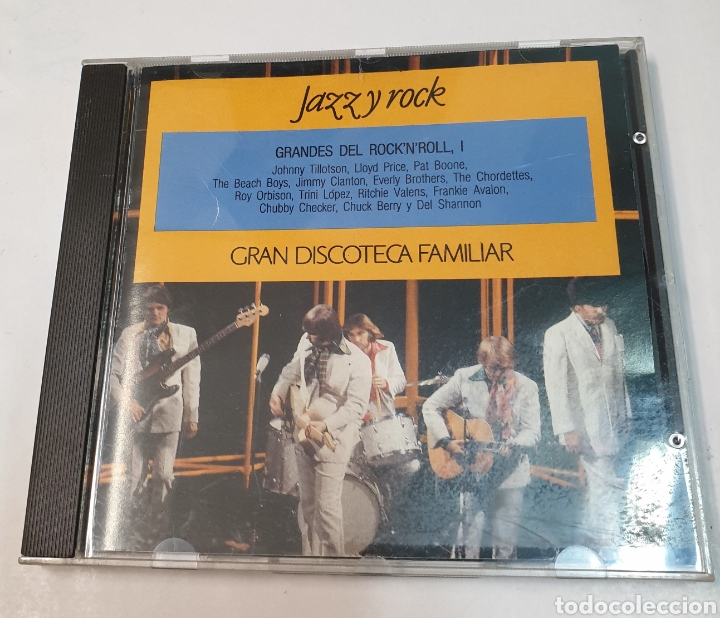 Jazz y rock
GRANDES DEL ROCK'N'ROLL, I
Johnny Tillotson, Lloyd Price, Pat Boone,
The Beach Boys, Jimmy Clanton, Everly Brothers, The Chordettes,
Roy Orbison, Trini López, Ritchie Valens, Frankie Avalon,
Chubby Checker, Chuck Berry y Del Shannon
GRAN DISCOTECA FAMILIAR
todocoleccion